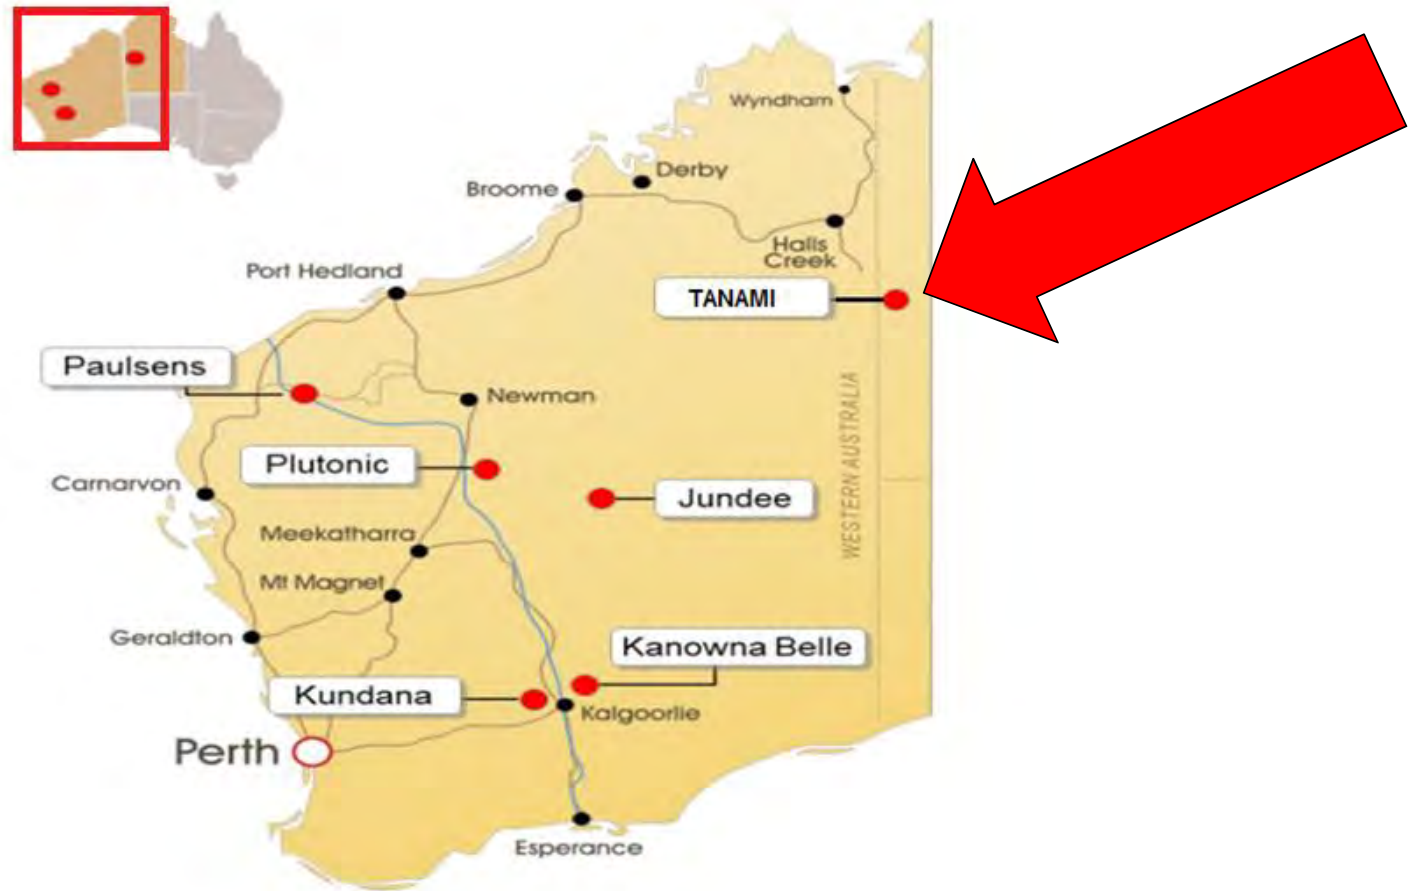 Wyndham
Derby
Broome
Halls
Creek
Port Hedland
TANAMI
Paulsens
Newman
WESTERN AUSTRALIA
Plutonic
Carnarvon
Jundee
Meekatharra
Mt Magnet
Geraldton
Kanowna Belle
Kundana
Kalgoorlie
Perth
Esperance